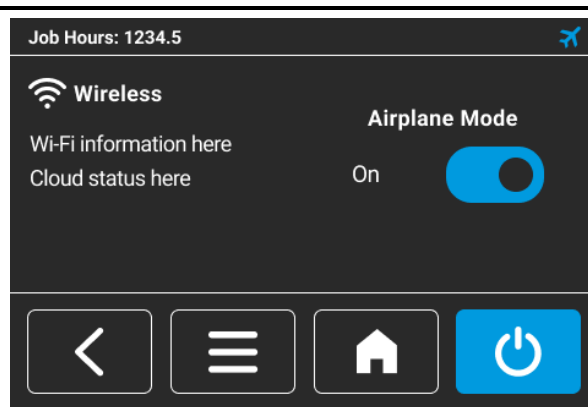 Job Hours: 1234.5
Wireless
Airplane Mode
Wi-Fi information here
Cloud status here
On